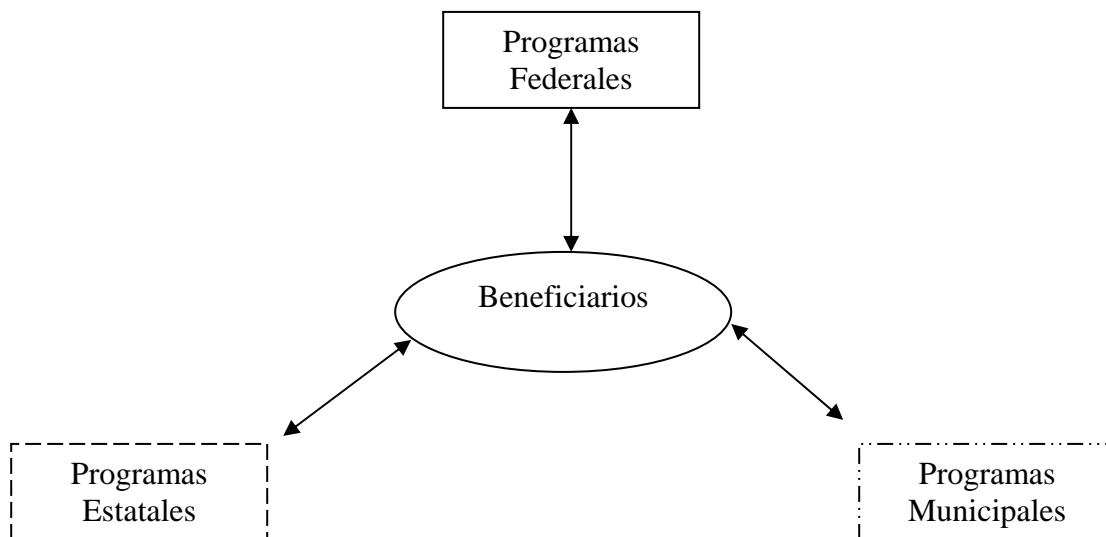 Programas
Federales
Beneficiarios
Programas
Estatales
Programas
Municipales